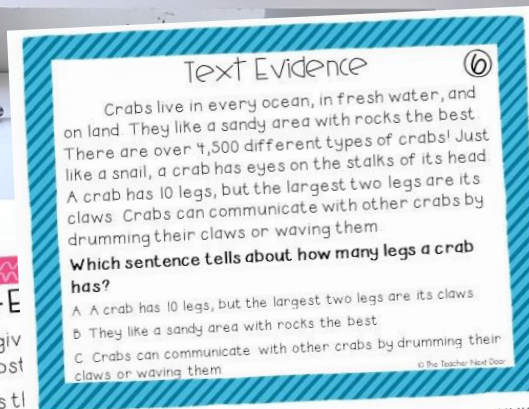 Text Evidence
6
Crabs live in every ocean, in fresh water, and
on land. They like a sandy area with rocks the best.
There are over 4,500 different types of crabs! Just
like a snail, a crab has eyes on the stalks of its head.
A crab has 10 legs, but the largest two legs are its
claws. Crabs can communicate with other crabs by
drumming their claws or waving them.
Which sentence tells about how many legs a crab
has?
A A crab has 10 legs, but the largest two legs are its claws
B They like a sandy area with rocks the best
C Crabs can communicate with other crabs by drumming their
claws or waving them
© The Teacher Next Door